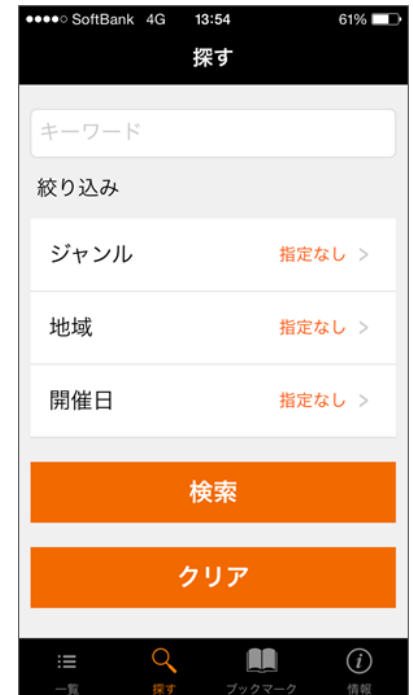 SoftBank 4G 13:54 61%
探す
キーワード
絞り込み
ジャンル 指定なし >
地域 指定なし >
開催日 指定なし >
検索
クリア
一覧 探す ブックマーク 情報